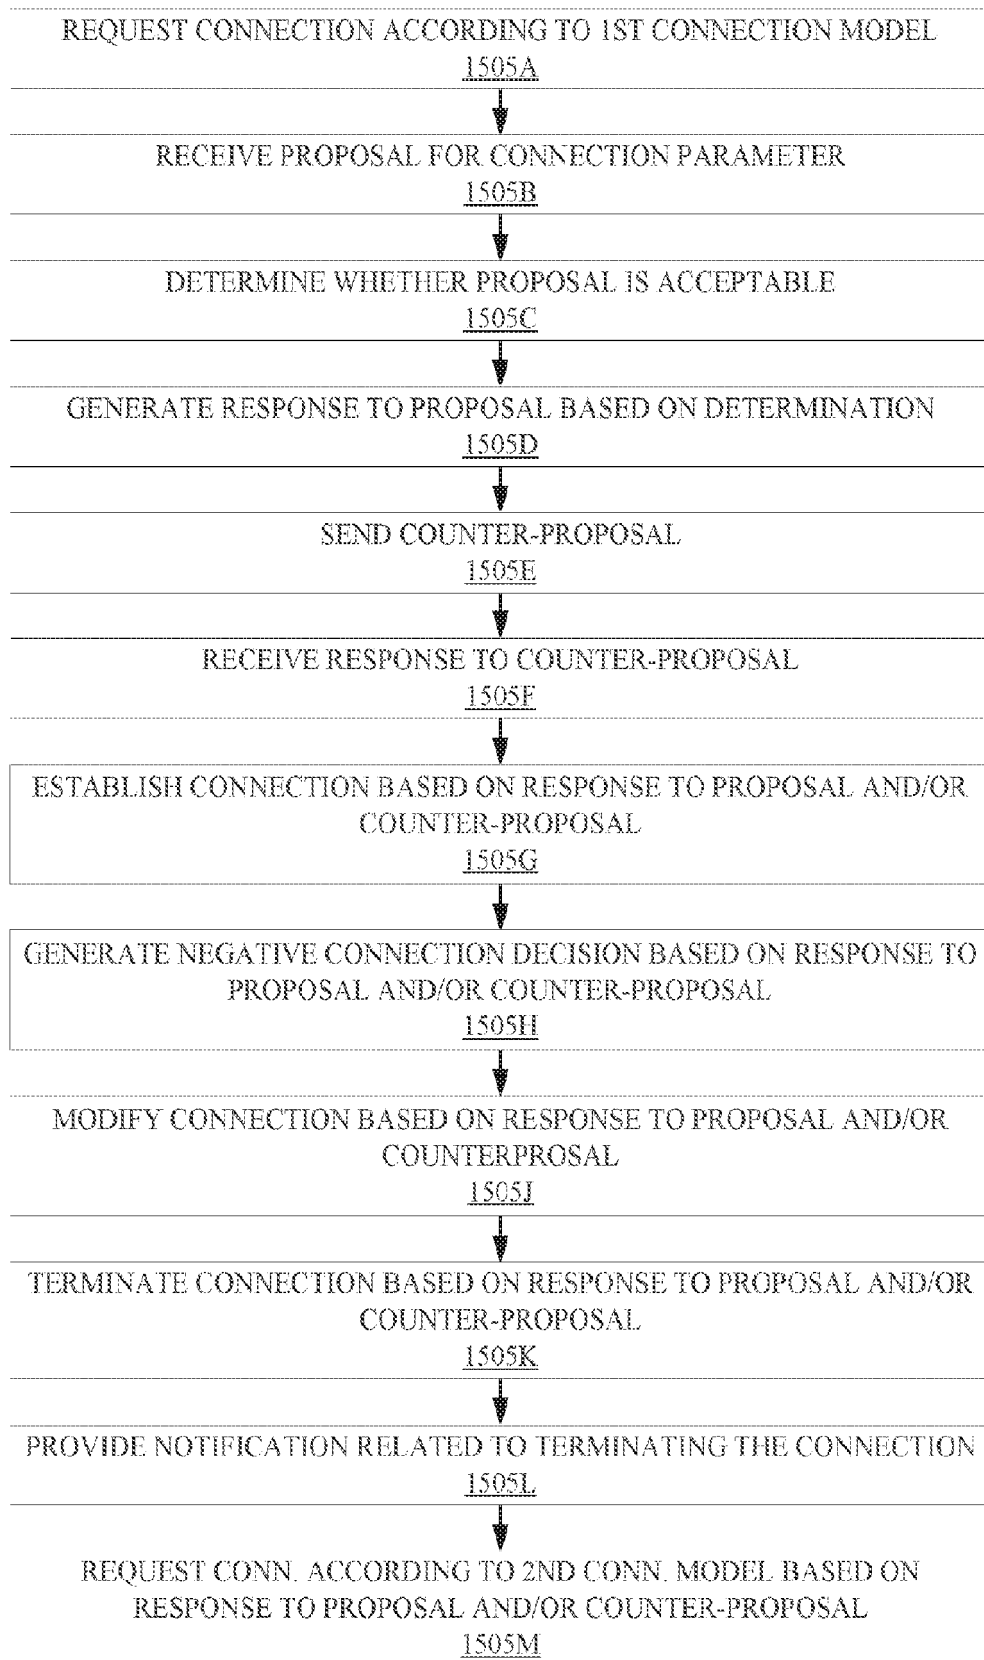 REQUEST CONNECTION ACCORDING TO 1ST CONNECTION MODEL
1505A
RECEIVE PROPOSAL FOR CONNECTION PARAMETER
1505B
DETERMINE WHETHER PROPOSAL IS ACCEPTABLE
1505C
GENERATE RESPONSE TO PROPOSAL BASED ON DETERMINATION
1505D
SEND COUNTER-PROPOSAL
1505E
RECEIVE RESPONSE TO COUNTER-PROPOSAL
1505F
ESTABLISH CONNECTION BASED ON RESPONSE TO PROPOSAL AND/OR
COUNTER-PROPOSAL
1505G
GENERATE NEGATIVE CONNECTION DECISION BASED ON RESPONSE TO
PROPOSAL AND/OR COUNTER-PROPOSAL
1505H
MODIFY CONNECTION BASED ON RESPONSE TO PROPOSAL AND/OR
COUNTERPROSAL
1505J
TERMINATE CONNECTION BASED ON RESPONSE TO PROPOSAL AND/OR
COUNTER-PROPOSAL
1505K
PROVIDE NOTIFICATION RELATED TO TERMINATING THE CONNECTION
1505L
REQUEST CONN. ACCORDING TO 2ND CONN. MODEL BASED ON
RESPONSE TO PROPOSAL AND/OR COUNTER-PROPOSAL
1505M